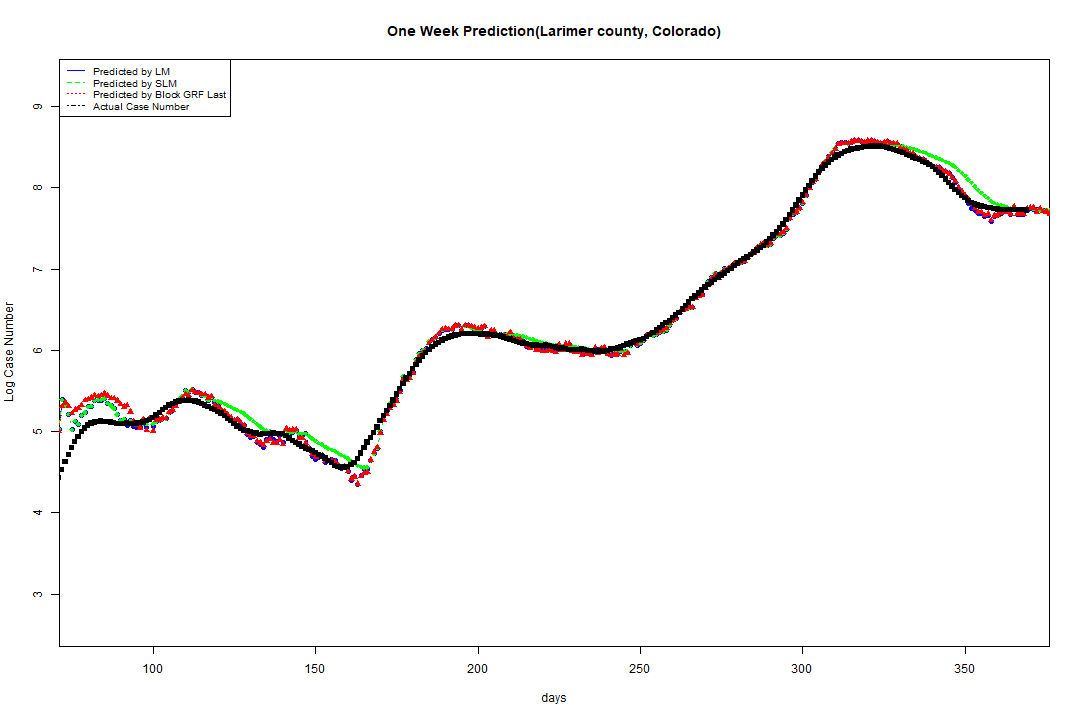 One Week Prediction(Larimer county, Colorado)
Predicted by LM
Predicted by SLM
Predicted by Block GRF Last
Actual Case Number
Log Case Number
9
8
7
6
5
4
3
100 150 200 250 300 350
days